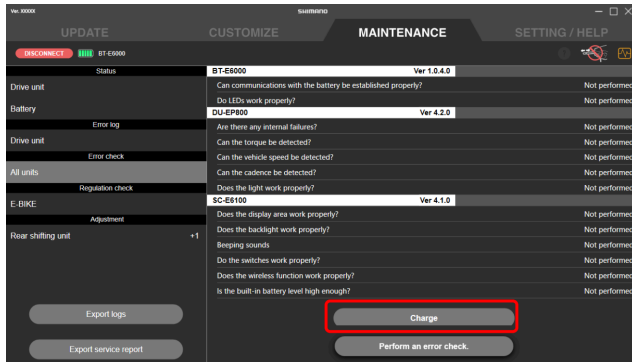 Ver. XXXXX
SHIMANO
UPDATE CUSTOMIZE MAINTENANCE SETTING / HELP
DISCONNECT BT-E6000
Status
Drive unit
Battery
Error log
Drive unit
Error check
All units
Regulation check
E-BIKE
Adjustment
Rear shifting unit +1
Export logs
Export service report
BT-E6000 Ver 1.0.4.0
Can communications with the battery be established properly? Not performed
Do LEDs work properly? Not performed
DU-EP800 Ver 4.2.0
Are there any internal failures? Not performed
Can the torque be detected? Not performed
Can the vehicle speed be detected? Not performed
Can the cadence be detected? Not performed
Does the light work properly? Not performed
SC-E6100 Ver 4.1.0
Does the display area work properly? Not performed
Does the backlight work properly? Not performed
Beeping sounds Not performed
Do the switches work properly? Not performed
Does the wireless function work properly? Not performed
Is the built-in battery level high enough? Not performed
Charge
Perform an error check.